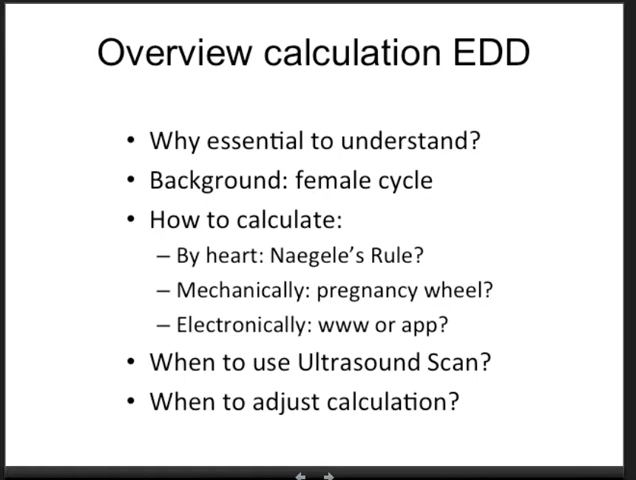 Overview calculation EDD
• Why essential to understand?
• Background: female cycle
• How to calculate:
– By heart: Naegele's Rule?
– Mechanically: pregnancy wheel?
– Electronically: www or app?
• When to use Ultrasound Scan?
• When to adjust calculation?